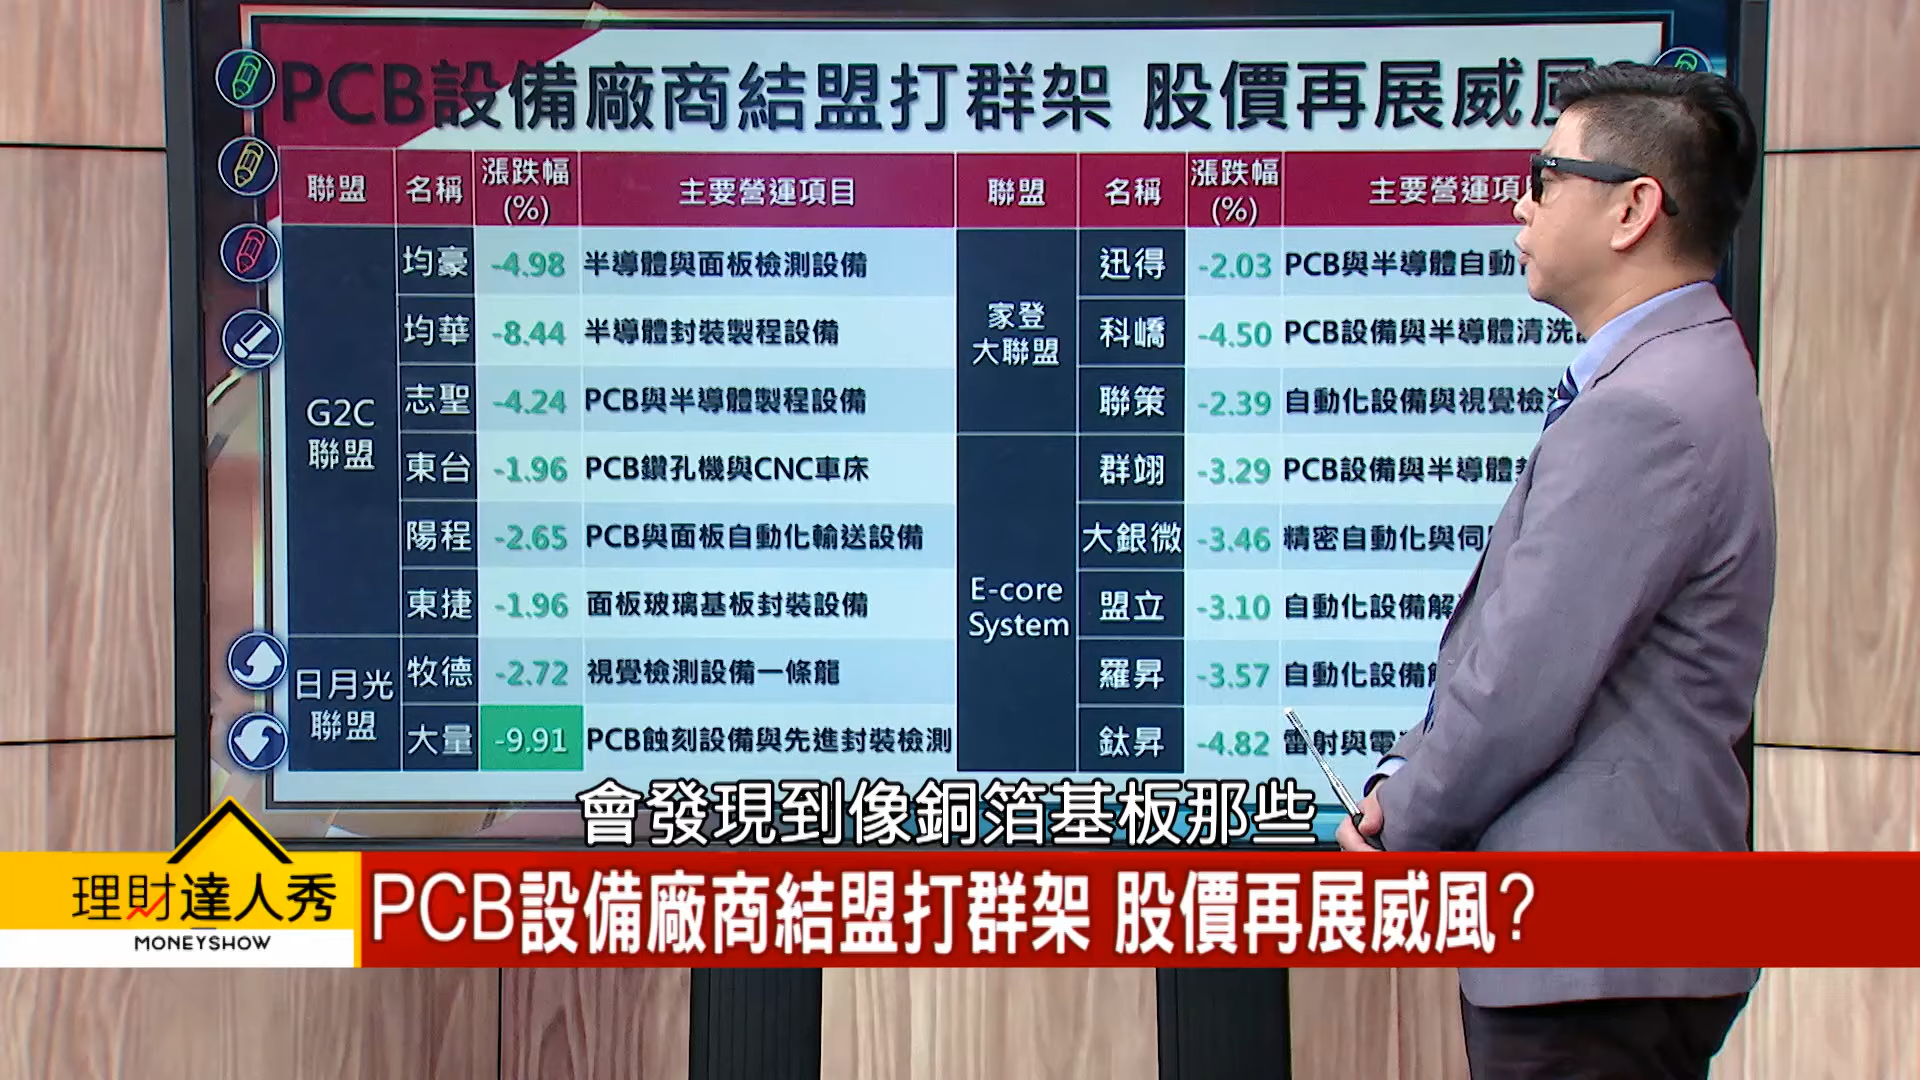 PCB設備廠商結盟打群架 股價再展威
聯盟 名稱 漲跌幅(%) 主要營運項目 聯盟 名稱 漲跌幅(%) 主要營運項
G2C聯盟
均豪 -4.98 半導體與面板檢測設備
均華 -8.44 半導體封裝製程設備
志聖 -4.24 PCB與半導體製程設備
東台 -1.96 PCB鑽孔機與CNC車床
陽程 -2.65 PCB與面板自動化輸送設備
東捷 -1.96 面板玻璃基板封裝設備
日月光聯盟
牧德 -2.72 視覺檢測設備一條龍
大量 -9.91 PCB蝕刻設備與先進封裝檢測
家登大聯盟
迅得 -2.03 PCB與半導體自動
科嶠 -4.50 PCB設備與半導體清洗
聯策 -2.39 自動化設備與視覺檢
E-core System
群翊 -3.29 PCB設備與半導體
大銀微 -3.46 精密自動化與伺
盟立 -3.10 自動化設備解
羅昇 -3.57 自動化設備
鈦昇 -4.82 雷射與電
會發現到像銅箔基板那些
理財達人秀
MONEYSHOW
PCB設備廠商結盟打群架 股價再展威風?